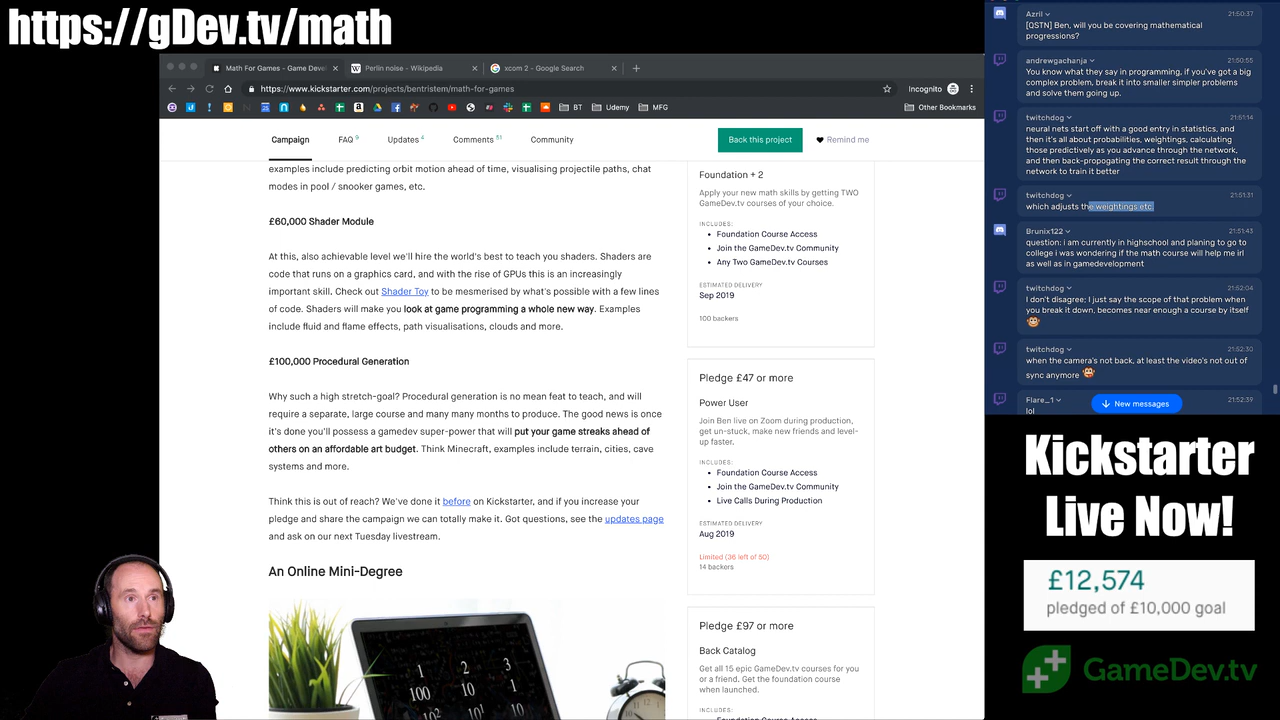 https://gDev.tv/math
Math For Games - Game Devel
Perlin noise - Wikipedia
xcom 2 - Google Search
https://www.kickstarter.com/projects/bentristem/math-for-games
Incognito
BT
Udemy
MFG
Other Bookmarks
Campaign
FAQ 9
Updates 4
Comments 51
Community
Back this project
Remind me
examples include predicting orbit motion ahead of time, visualising projectile paths, chat
modes in pool / snooker games, etc.
£60,000 Shader Module
At this, also achievable level we'll hire the world's best to teach you shaders. Shaders are
code that runs on a graphics card, and with the rise of GPUs this is an increasingly
important skill. Check out Shader Toy to be mesmerised by what's possible with a few lines
of code. Shaders will make you look at game programming a whole new way. Examples
include fluid and flame effects, path visualisations, clouds and more.
£100,000 Procedural Generation
Why such a high stretch-goal? Procedural generation is no mean feat to teach, and will
require a separate, large course and many many months to produce. The good news is once
it's done you'll possess a gamedev super-power that will put your game streaks ahead of
others on an affordable art budget. Think Minecraft, examples include terrain, cities, cave
systems and more.
Think this is out of reach? We've done it before on Kickstarter, and if you increase your
pledge and share the campaign we can totally make it. Got questions, see the updates page
and ask on our next Tuesday livestream.
An Online Mini-Degree
1 2 3
100 10 1
10² 10¹
Foundation + 2
Apply your new math skills by getting TWO
GameDev.tv courses of your choice.
INCLUDES:
• Foundation Course Access
• Join the GameDev.tv Community
• Any Two GameDev.tv Courses
ESTIMATED DELIVERY
Sep 2019
100 backers
Pledge £47 or more
Power User
Join Ben live on Zoom during production,
get un-stuck, make new friends and level-
up faster.
INCLUDES:
• Foundation Course Access
• Join the GameDev.tv Community
• Live Calls During Production
ESTIMATED DELIVERY
Aug 2019
Limited (36 left of 50)
14 backers
Pledge £97 or more
Back Catalog
Get all 15 epic GameDev.tv courses for you
or a friend. Get the foundation course
when launched.
INCLUDES:
• Foundation Course Access
Azril 21:50:37
[QSTN] Ben, will you be covering mathematical
progressions?
andrewgachanja 21:50:55
You know what they say in programming, if you've got a big
complex problem, break it into smaller simpler problems
and solve them going up.
twitchdog 21:51:14
neural nets start off with a good entry in statistics, and
then it's all about probabilities, weightings, calculating
those predictively as you advance through the network,
and then back-propogating the correct result through the
network to train it better
twitchdog 21:51:31
which adjusts the weightings etc.
Brunix122 21:51:43
question: i am currently in highschool and planing to go to
college i was wondering if the math course will help me irl
as well as in gamedevelopment
twitchdog 21:52:04
I don't disagree; I just say the scope of that problem when
you break it down, becomes near enough a course by itself
twitchdog 21:52:30
when the camera's not back, at least the video's not out of
sync anymore
Flare_1 21:52:39
lol
New messages
Kickstarter
Live Now!
£12,574
pledged of £10,000 goal
GameDev.tv